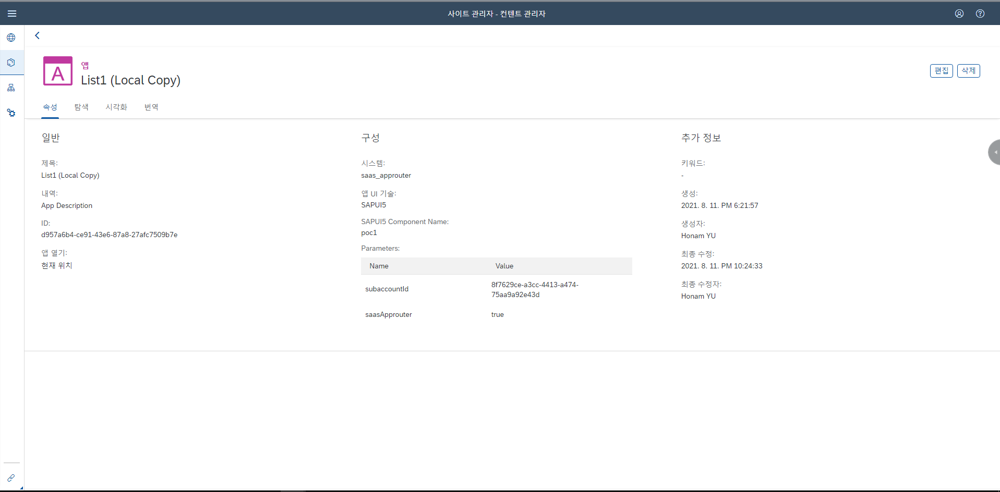 사이트 관리자 - 컨텐트 관리자
A
앱
List1 (Local Copy)
편집 삭제
속성 탐색 시각화 번역
일반
제목:
List1 (Local Copy)
내역:
App Description
ID:
d957a6b4-ce91-43e6-87a8-27afc7509b7e
앱 열기:
현재 위치
구성
시스템:
saas_approuter
앱 UI 기술:
SAPUI5
SAPUI5 Component Name:
poc1
Parameters:
Name Value
subaccountId 8f7629ce-a3cc-4413-a474-
75aa9a92e43d
saasApprouter true
추가 정보
키워드:
-
생성:
2021. 8. 11. PM 6:21:57
생성자:
Honam YU
최종 수정:
2021. 8. 11. PM 10:24:33
최종 수정자:
Honam YU